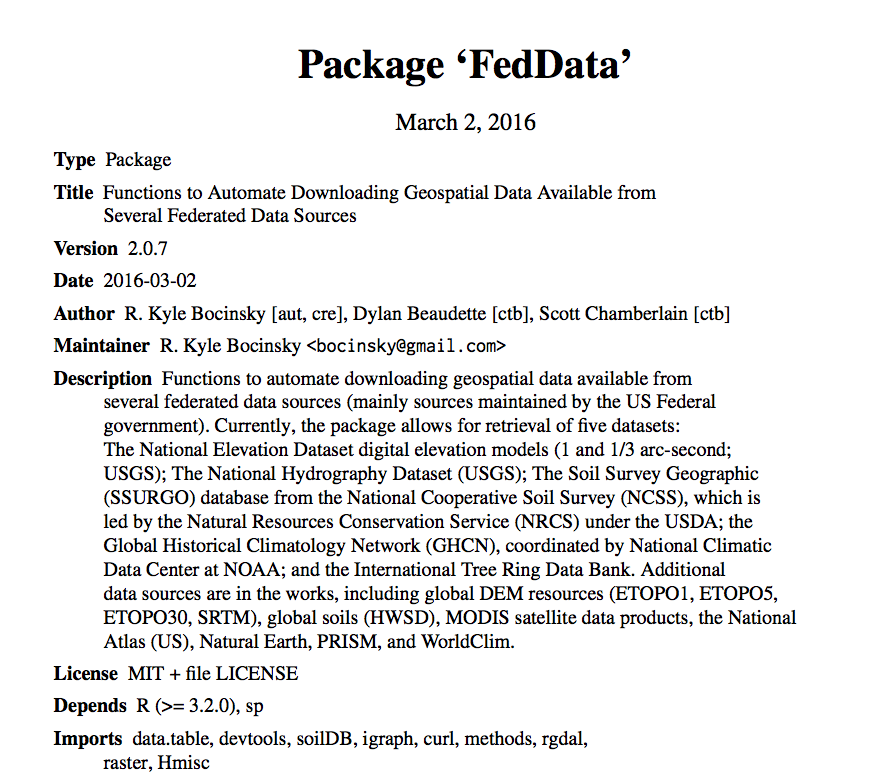 Package ‘FedData’
March 2, 2016
Type Package
Title Functions to Automate Downloading Geospatial Data Available from
Several Federated Data Sources
Version 2.0.7
Date 2016-03-02
Author R. Kyle Bocinsky [aut, cre], Dylan Beaudette [ctb], Scott Chamberlain [ctb]
Maintainer R. Kyle Bocinsky <bocinsky@gmail.com>
Description Functions to automate downloading geospatial data available from
several federated data sources (mainly sources maintained by the US Federal
government). Currently, the package allows for retrieval of five datasets:
The National Elevation Dataset digital elevation models (1 and 1/3 arc-second;
USGS); The National Hydrography Dataset (USGS); The Soil Survey Geographic
(SSURGO) database from the National Cooperative Soil Survey (NCSS), which is
led by the Natural Resources Conservation Service (NRCS) under the USDA; the
Global Historical Climatology Network (GHCN), coordinated by National Climatic
Data Center at NOAA; and the International Tree Ring Data Bank. Additional
data sources are in the works, including global DEM resources (ETOPO1, ETOPO5,
ETOPO30, SRTM), global soils (HWSD), MODIS satellite data products, the National
Atlas (US), Natural Earth, PRISM, and WorldClim.
License MIT + file LICENSE
Depends R (>= 3.2.0), sp
Imports data.table, devtools, soilDB, igraph, curl, methods, rgdal,
raster, Hmisc